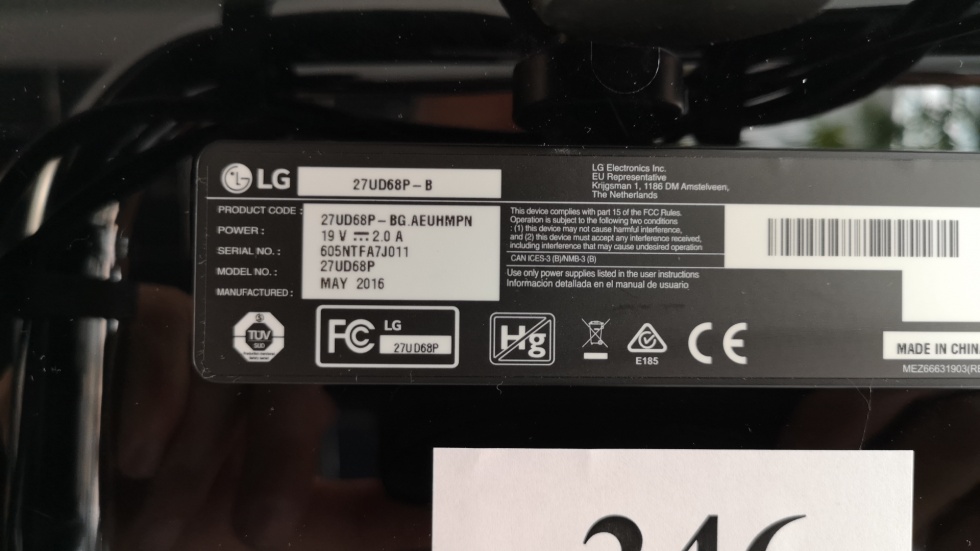 LG 27UD68P-B
LG Electronics Inc.
EU Representative
Krijgsman 1, 1186 DM Amstelveen,
The Netherlands
PRODUCT CODE : 27UD68P-BG.AEUHMPN
POWER : 19 V ⎓ 2.0 A
SERIAL NO. : 605NTFA7J011
MODEL NO. : 27UD68P
MANUFACTURED : MAY 2016
This device complies with part 15 of the FCC Rules.
Operation is subject to the following two conditions
: (1) this device may not cause harmful interference,
and (2) this device must accept any interference received,
including interference that may cause undesired operation
CAN ICES-3 (B)/NMB-3 (B)
Use only power supplies listed in the user instructions
Información detallada en el manual de usuario
TÜV
SÜD
FC LG
27UD68P
Hg
E185
CE
MADE IN CHIN
MEZ66631903(RE
246